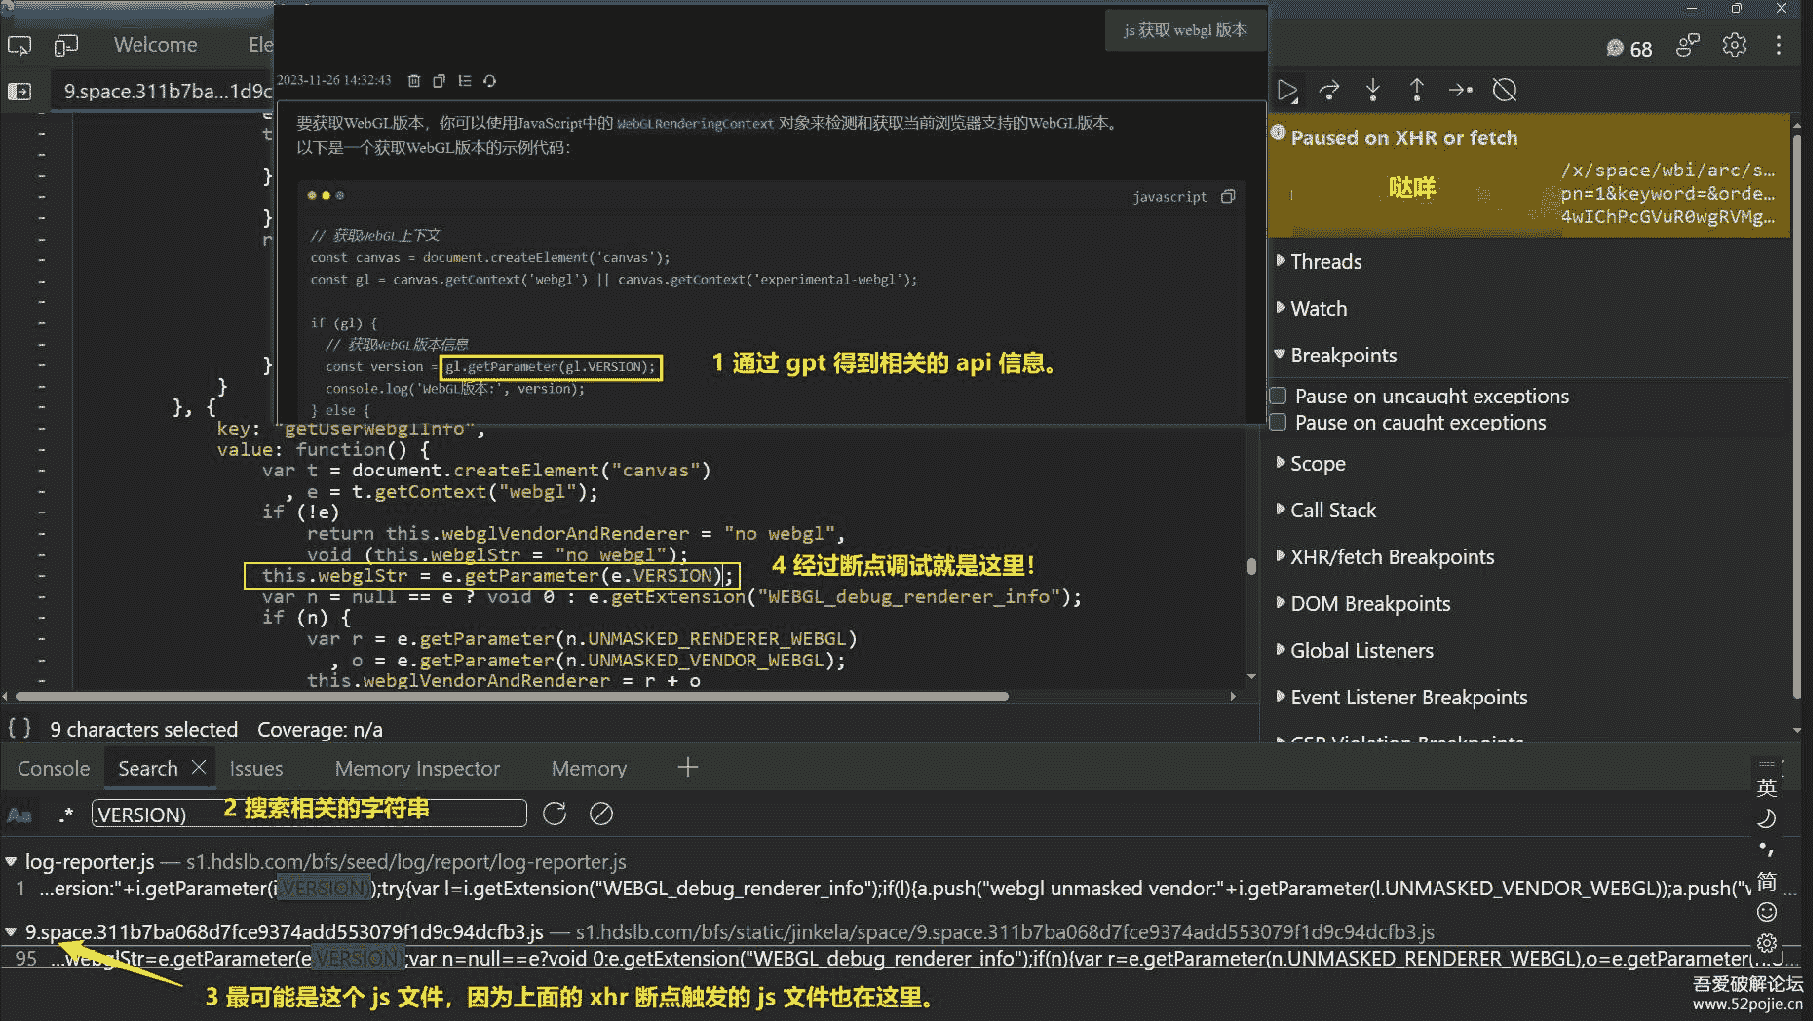 js 获取 webgl 版本
Welcome
Ele
68
9.space.311b7ba...1d9c
2023-11-26 14:32:43
要获取WebGL版本，你可以使用JavaScript中的 WebGLRenderingContext 对象来检测和获取当前浏览器支持的WebGL版本。
以下是一个获取WebGL版本的示例代码：
javascript
// 获取WebGL上下文
const canvas = document.createElement('canvas');
const gl = canvas.getContext('webgl') || canvas.getContext('experimental-webgl');
if (gl) {
// 获取WebGL版本信息
const version = gl.getParameter(gl.VERSION);
console.log('WebGL版本:', version);
} else {
1 通过 gpt 得到相关的 api 信息。
}
}
}
}
}, {
key: "getUserWebglInfo",
value: function() {
var t = document.createElement("canvas")
, e = t.getContext("webgl");
if (!e)
return this.webglVendorAndRenderer = "no webgl",
void (this.webglStr = "no webgl");
this.webglStr = e.getParameter(e.VERSION);
var n = null == e ? void 0 : e.getExtension("WEBGL_debug_renderer_info");
if (n) {
var r = e.getParameter(n.UNMASKED_RENDERER_WEBGL)
, o = e.getParameter(n.UNMASKED_VENDOR_WEBGL);
this.webglVendorAndRenderer = r + o
4 经过断点调试就是这里！
Paused on XHR or fetch
哒咩
/x/space/wbi/arc/s…
pn=1&keyword=&orde…
4wIChPcGVuR0wgRVMg…
Threads
Watch
Breakpoints
Pause on uncaught exceptions
Pause on caught exceptions
Scope
Call Stack
XHR/fetch Breakpoints
DOM Breakpoints
Global Listeners
Event Listener Breakpoints
CSP Violation Breakpoints
{ } 9 characters selected Coverage: n/a
Console Search Issues Memory Inspector Memory
Aa .* .VERSION) 2 搜索相关的字符串
log-reporter.js — s1.hdslb.com/bfs/seed/log/report/log-reporter.js
1 …ersion:"+i.getParameter(i.VERSION));try{var l=i.getExtension("WEBGL_debug_renderer_info");if(l){a.push("webgl unmasked vendor:"+i.getParameter(l.UNMASKED_VENDOR_WEBGL));a.push("v…
9.space.311b7ba068d7fce9374add553079f1d9c94dcfb3.js — s1.hdslb.com/bfs/static/jinkela/space/9.space.311b7ba068d7fce9374add553079f1d9c94dcfb3.js
95 …webglStr=e.getParameter(e.VERSION);var n=null==e?void 0:e.getExtension("WEBGL_debug_renderer_info");if(n){var r=e.getParameter(n.UNMASKED_RENDERER_WEBGL),o=e.getParameter(n.U…
3 最可能是这个 js 文件，因为上面的 xhr 断点触发的 js 文件也在这里。
英
简
吾爱破解论坛
www.52pojie.cn